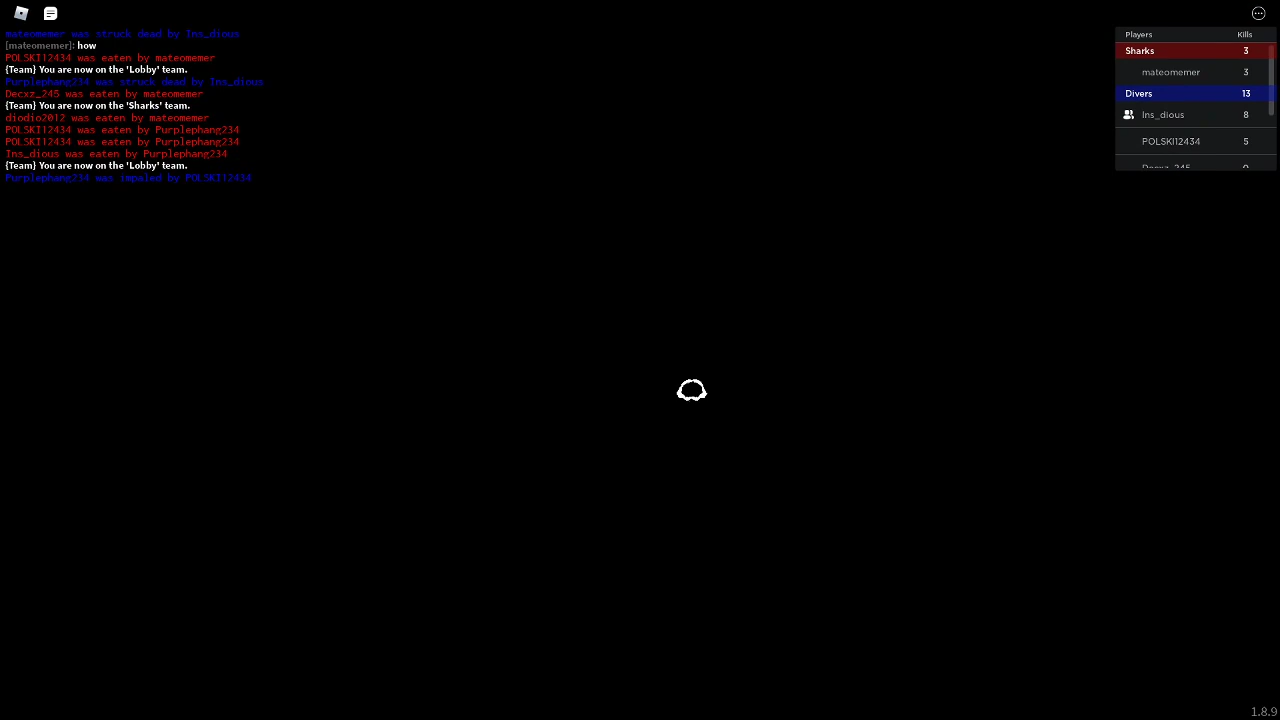 mateomemer was struck dead by Ins_dious
[mateomemer]: how
POLSKI12434 was eaten by mateomemer
{Team} You are now on the 'Lobby' team.
Purplephang234 was struck dead by Ins_dious
Decxz_245 was eaten by mateomemer
{Team} You are now on the 'Sharks' team.
diodio2012 was eaten by mateomemer
POLSKI12434 was eaten by Purplephang234
POLSKI12434 was eaten by Purplephang234
Ins_dious was eaten by Purplephang234
{Team} You are now on the 'Lobby' team.
Purplephang234 was impaled by POLSKI12434
Players Kills
Sharks 3
mateomemer 3
Divers 13
Ins_dious 8
POLSKI12434 5
Decxz_245 0
1.8.9